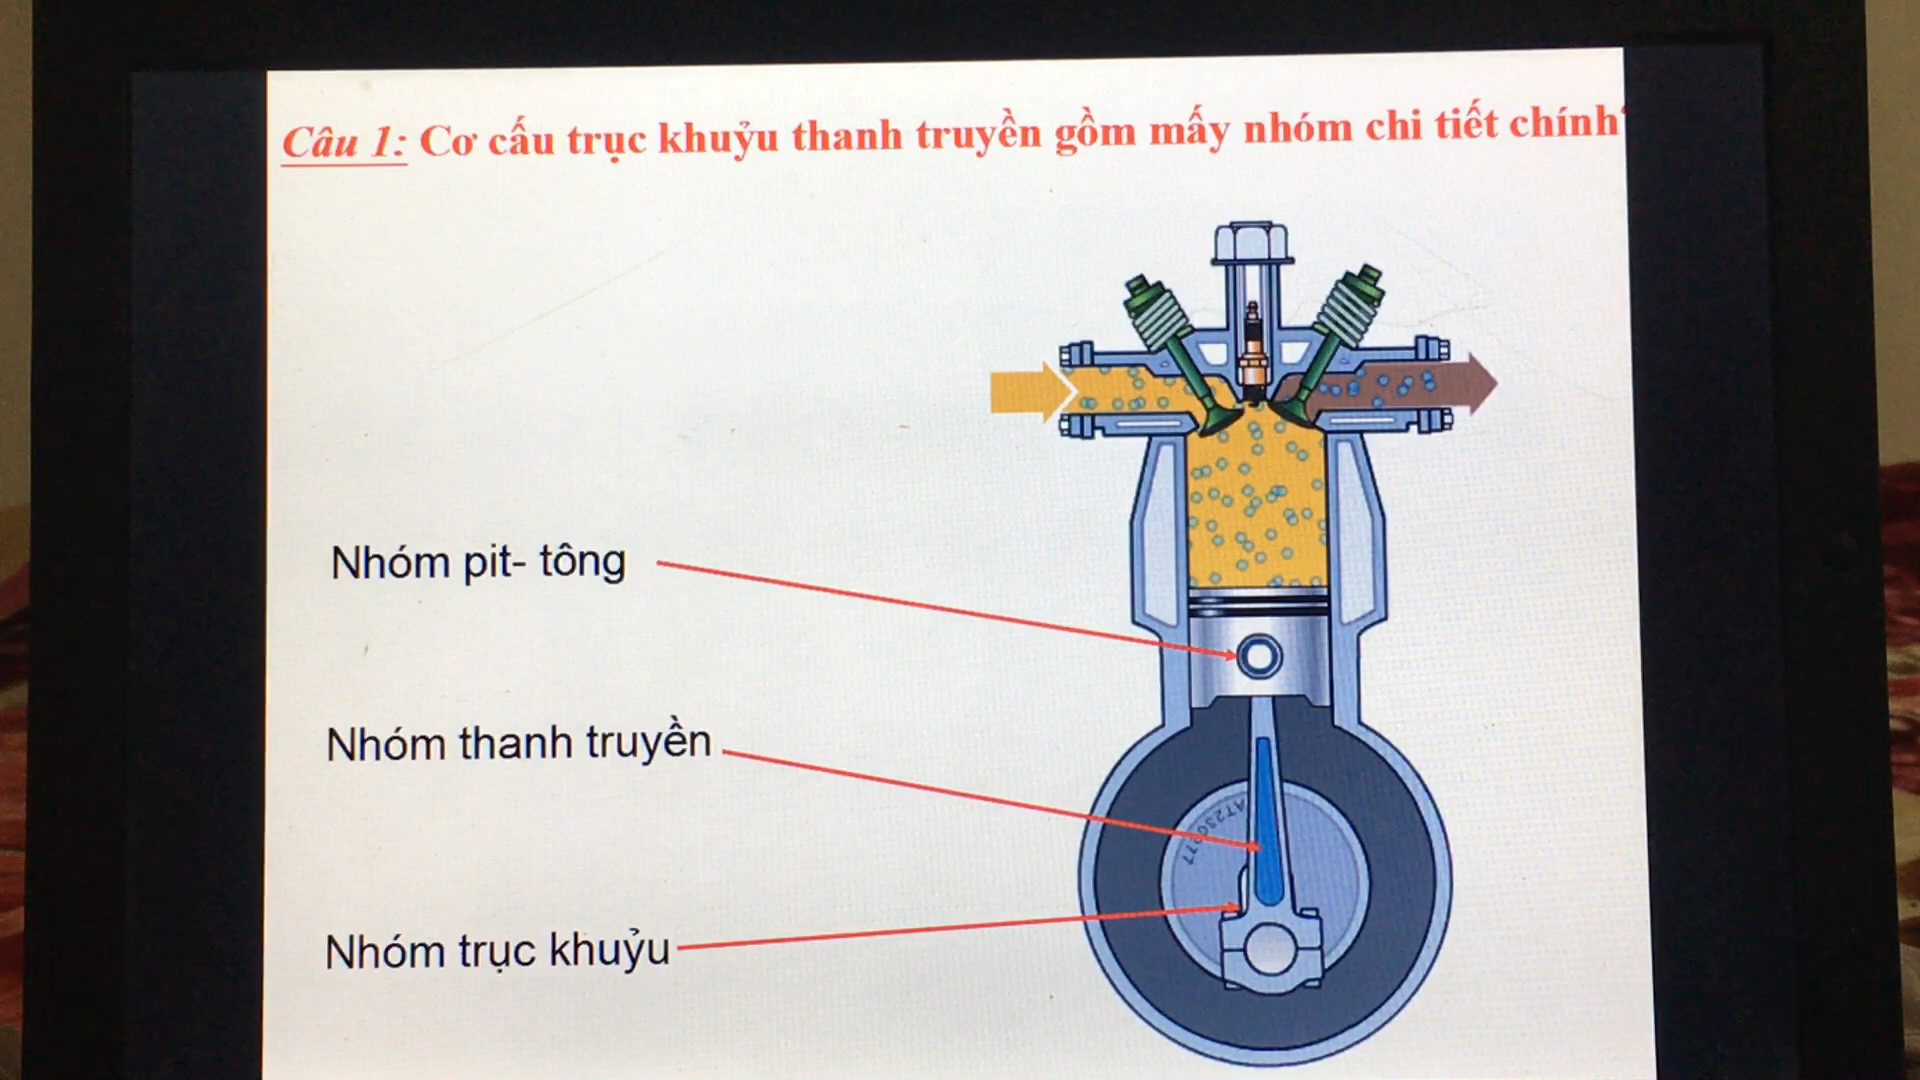 Câu 1: Cơ cấu trục khuỷu thanh truyền gồm mấy nhóm chi tiết chính
Nhóm pit- tông
Nhóm thanh truyền
Nhóm trục khuỷu